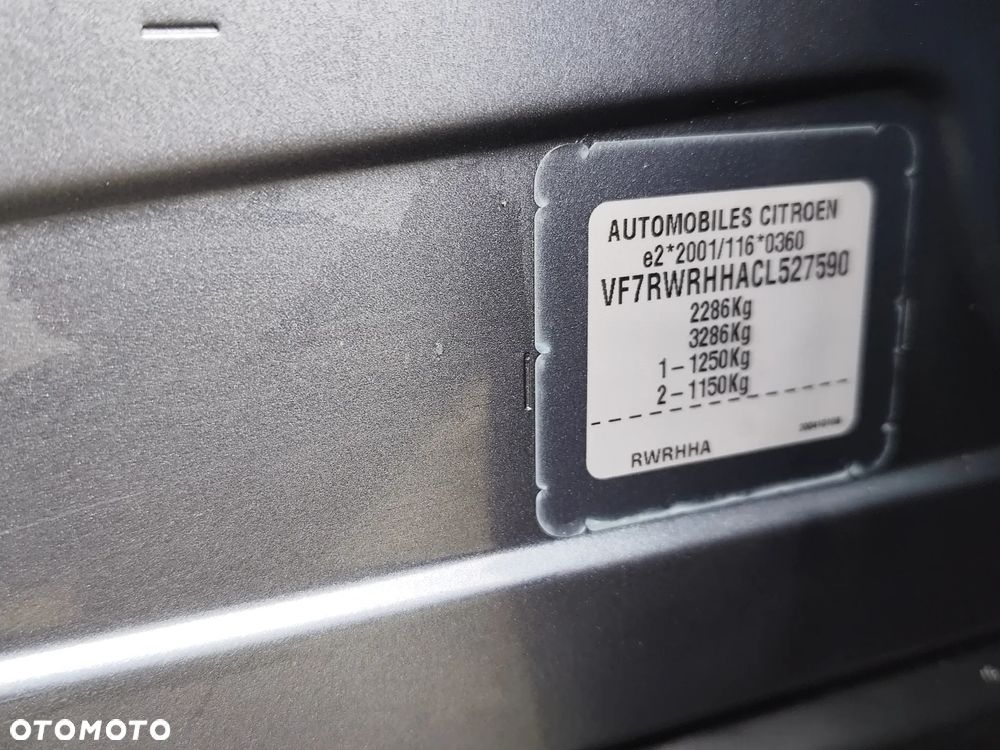 AUTOMOBILES CITROEN
e2*2001/116*0360
VF7RWRHHACL527590
2286Kg
3286Kg
1-1250Kg
2-1150Kg
RWRHHA
OTOMOTO